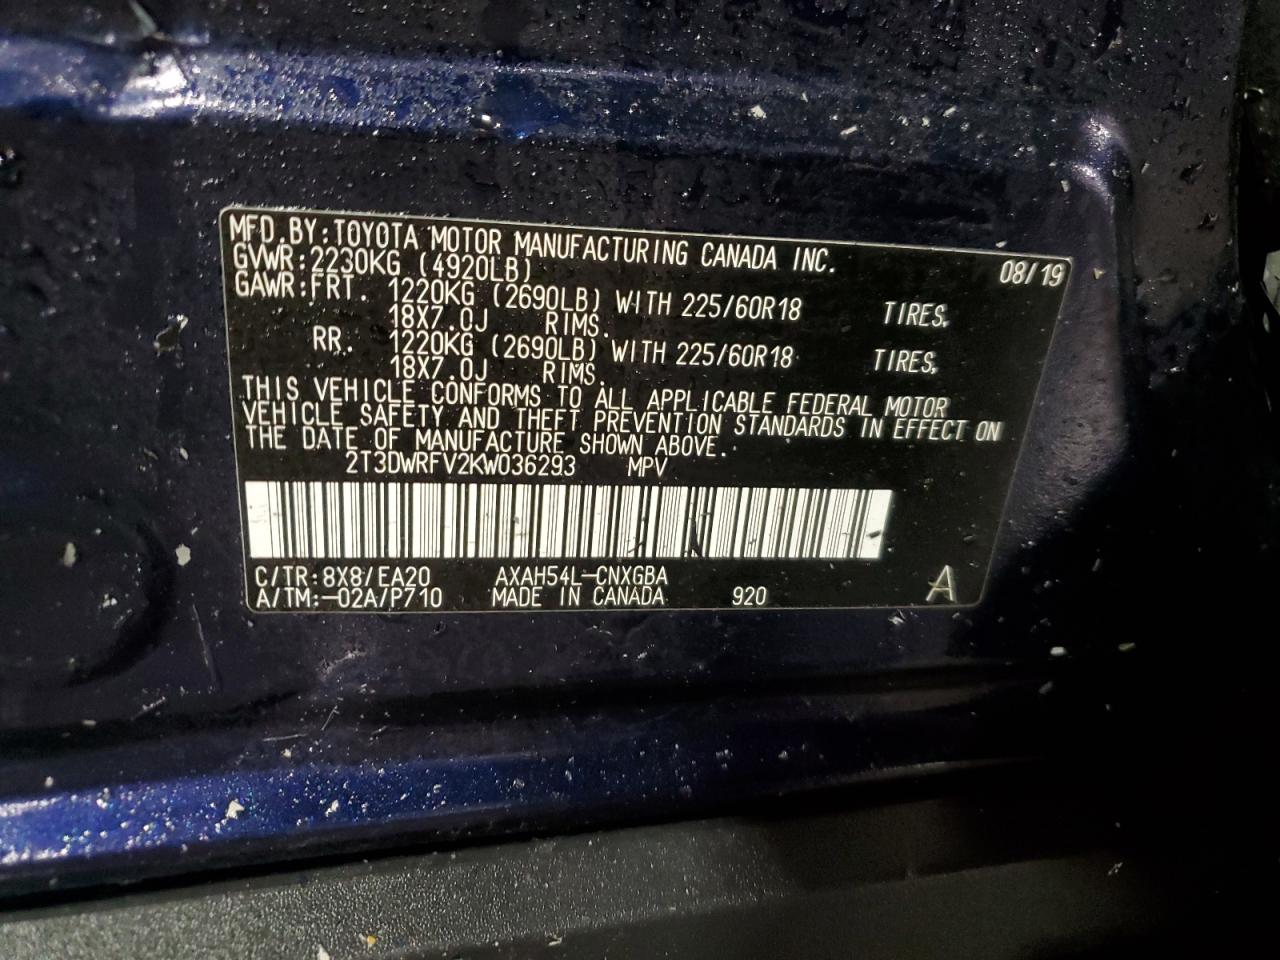 MFD. BY: TOYOTA MOTOR MANUFACTURING CANADA INC.
08/19
GVWR: 2230KG (4920LB)
GAWR: FRT. 1220KG (2690LB) WITH 225/60R18 TIRES,
18X7.0J RIMS.
RR. 1220KG (2690LB) WITH 225/60R18 TIRES,
18X7.0J RIMS.
THIS VEHICLE CONFORMS TO ALL APPLICABLE FEDERAL MOTOR
VEHICLE SAFETY AND THEFT PREVENTION STANDARDS IN EFFECT ON
THE DATE OF MANUFACTURE SHOWN ABOVE.
2T3DWRFV2KW036293 MPV
C/TR: 8X8/EA20 AXAH54L-CNXGBA
A/TM: -02A/P710 MADE IN CANADA 920 A